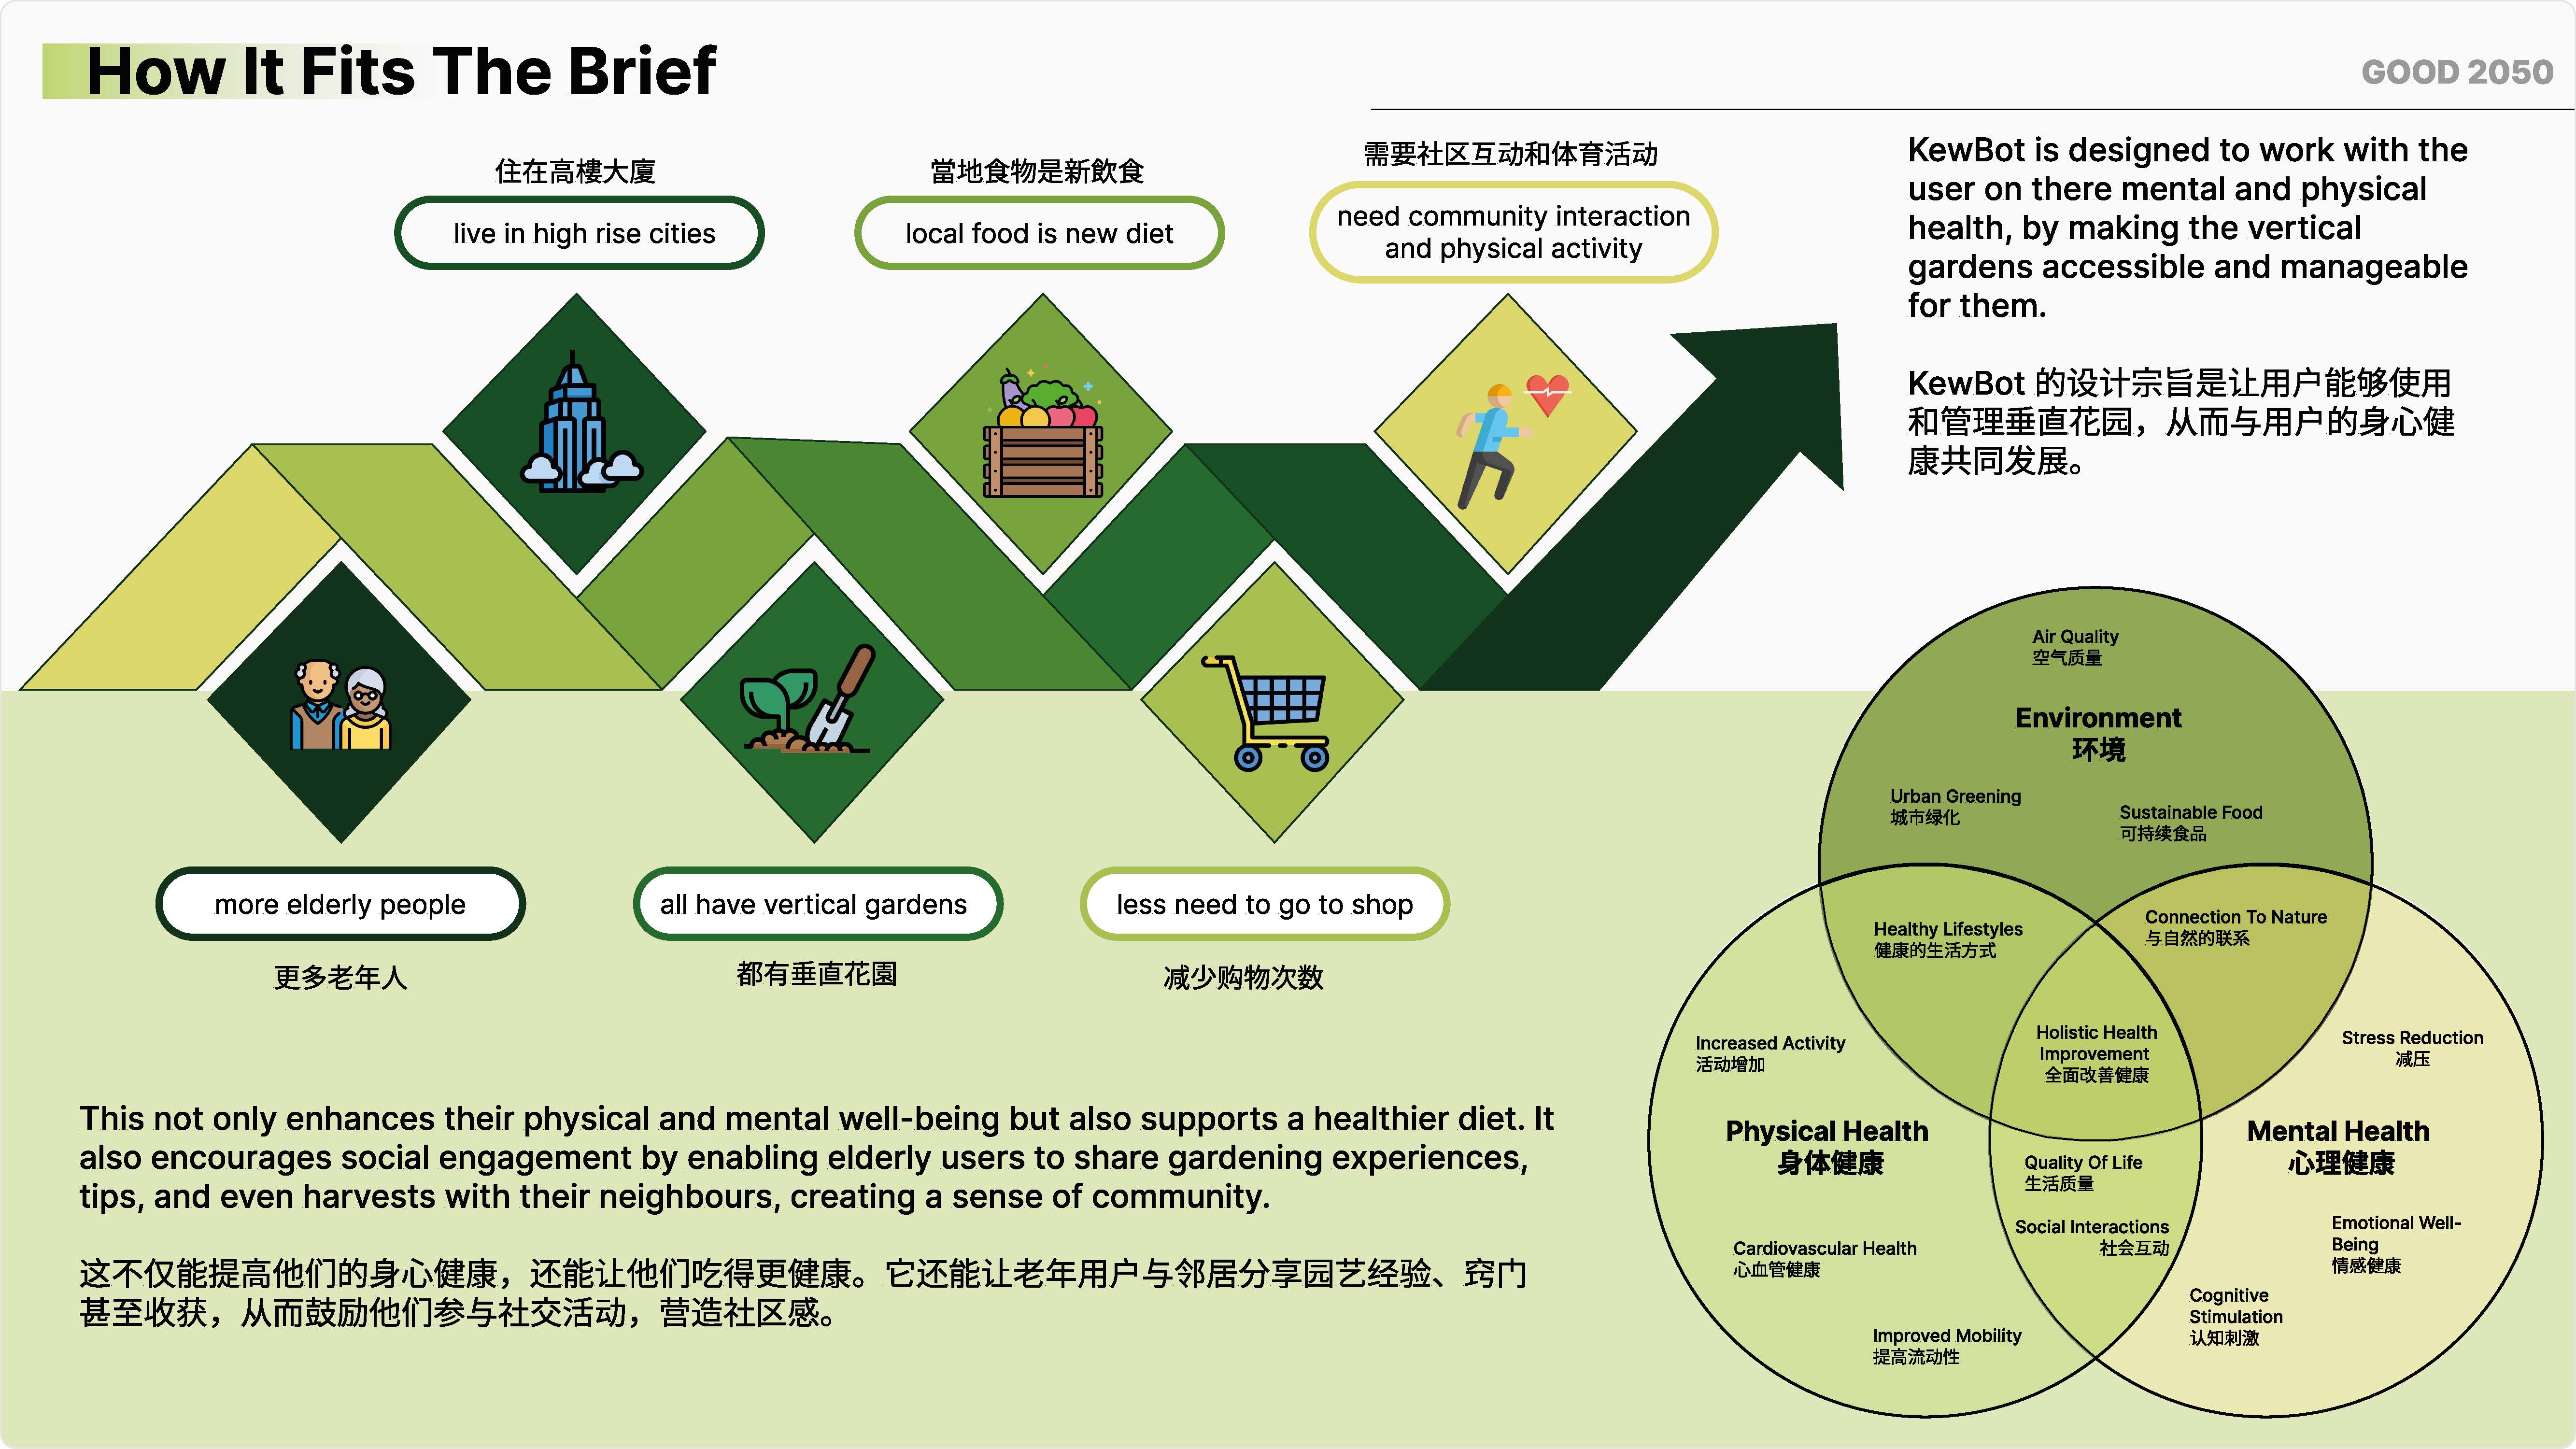 How It Fits The Brief
GOOD 2050
住在高樓大廈
live in high rise cities
當地食物是新飲食
local food is new diet
需要社区互动和体育活动
need community interaction
and physical activity
more elderly people
更多老年人
all have vertical gardens
都有垂直花園
less need to go to shop
减少购物次数
KewBot is designed to work with the
user on there mental and physical
health, by making the vertical
gardens accessible and manageable
for them.
KewBot 的设计宗旨是让用户能够使用
和管理垂直花园，从而与用户的身心健
康共同发展。
This not only enhances their physical and mental well-being but also supports a healthier diet. It
also encourages social engagement by enabling elderly users to share gardening experiences,
tips, and even harvests with their neighbours, creating a sense of community.
这不仅能提高他们的身心健康，还能让他们吃得更健康。它还能让老年用户与邻居分享园艺经验、窍门
甚至收获，从而鼓励他们参与社交活动，营造社区感。
Air Quality
空气质量
Environment
环境
Urban Greening
城市绿化
Sustainable Food
可持续食品
Healthy Lifestyles
健康的生活方式
Connection To Nature
与自然的联系
Holistic Health
Improvement
全面改善健康
Increased Activity
活动增加
Physical Health
身体健康
Cardiovascular Health
心血管健康
Improved Mobility
提高流动性
Quality Of Life
生活质量
Social Interactions
社会互动
Stress Reduction
减压
Mental Health
心理健康
Emotional Well-
Being
情感健康
Cognitive
Stimulation
认知刺激